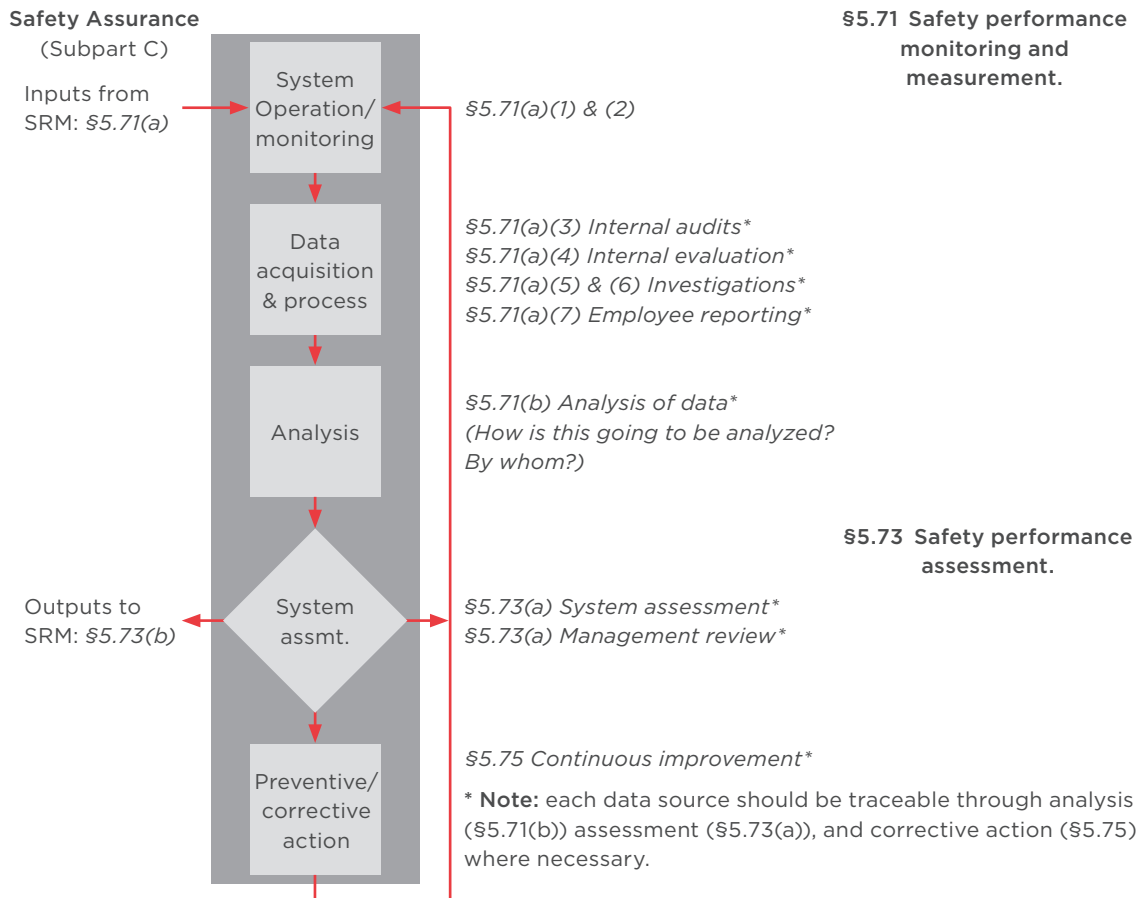 Safety Assurance
(Subpart C)
§5.71 Safety performance
monitoring and
measurement.
Inputs from
SRM: §5.71(a)
System
Operation/
monitoring
§5.71(a)(1) & (2)
Data
acquisition
& process
§5.71(a)(3) Internal audits*
§5.71(a)(4) Internal evaluation*
§5.71(a)(5) & (6) Investigations*
§5.71(a)(7) Employee reporting*
Analysis
§5.71(b) Analysis of data*
(How is this going to be analyzed?
By whom?)
§5.73 Safety performance
assessment.
Outputs to
SRM: §5.73(b)
System
assmt.
§5.73(a) System assessment*
§5.73(a) Management review*
Preventive/
corrective
action
§5.75 Continuous improvement*
* Note: each data source should be traceable through analysis
(§5.71(b)) assessment (§5.73(a)), and corrective action (§5.75)
where necessary.